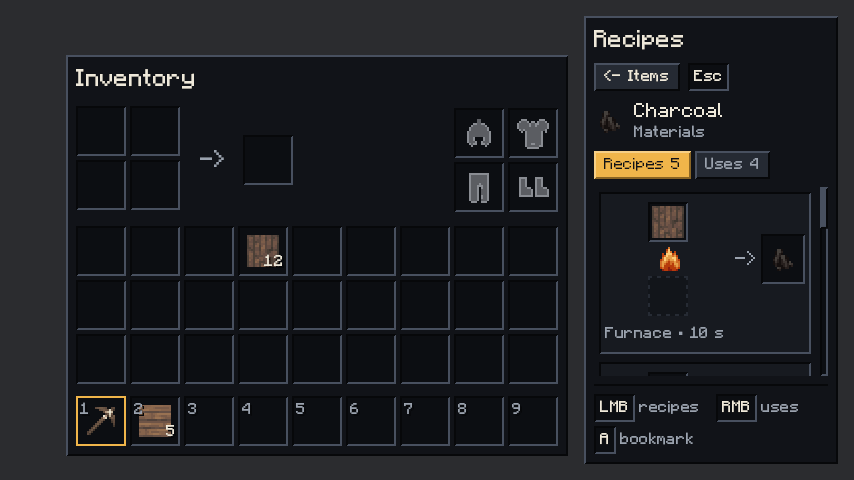 Inventory
12
1
2
5
3
4
5
6
7
8
9
Recipes
<- Items
Esc
Charcoal
Materials
Recipes 5
Uses 4
Furnace • 10 s
LMB recipes
RMB uses
A bookmark